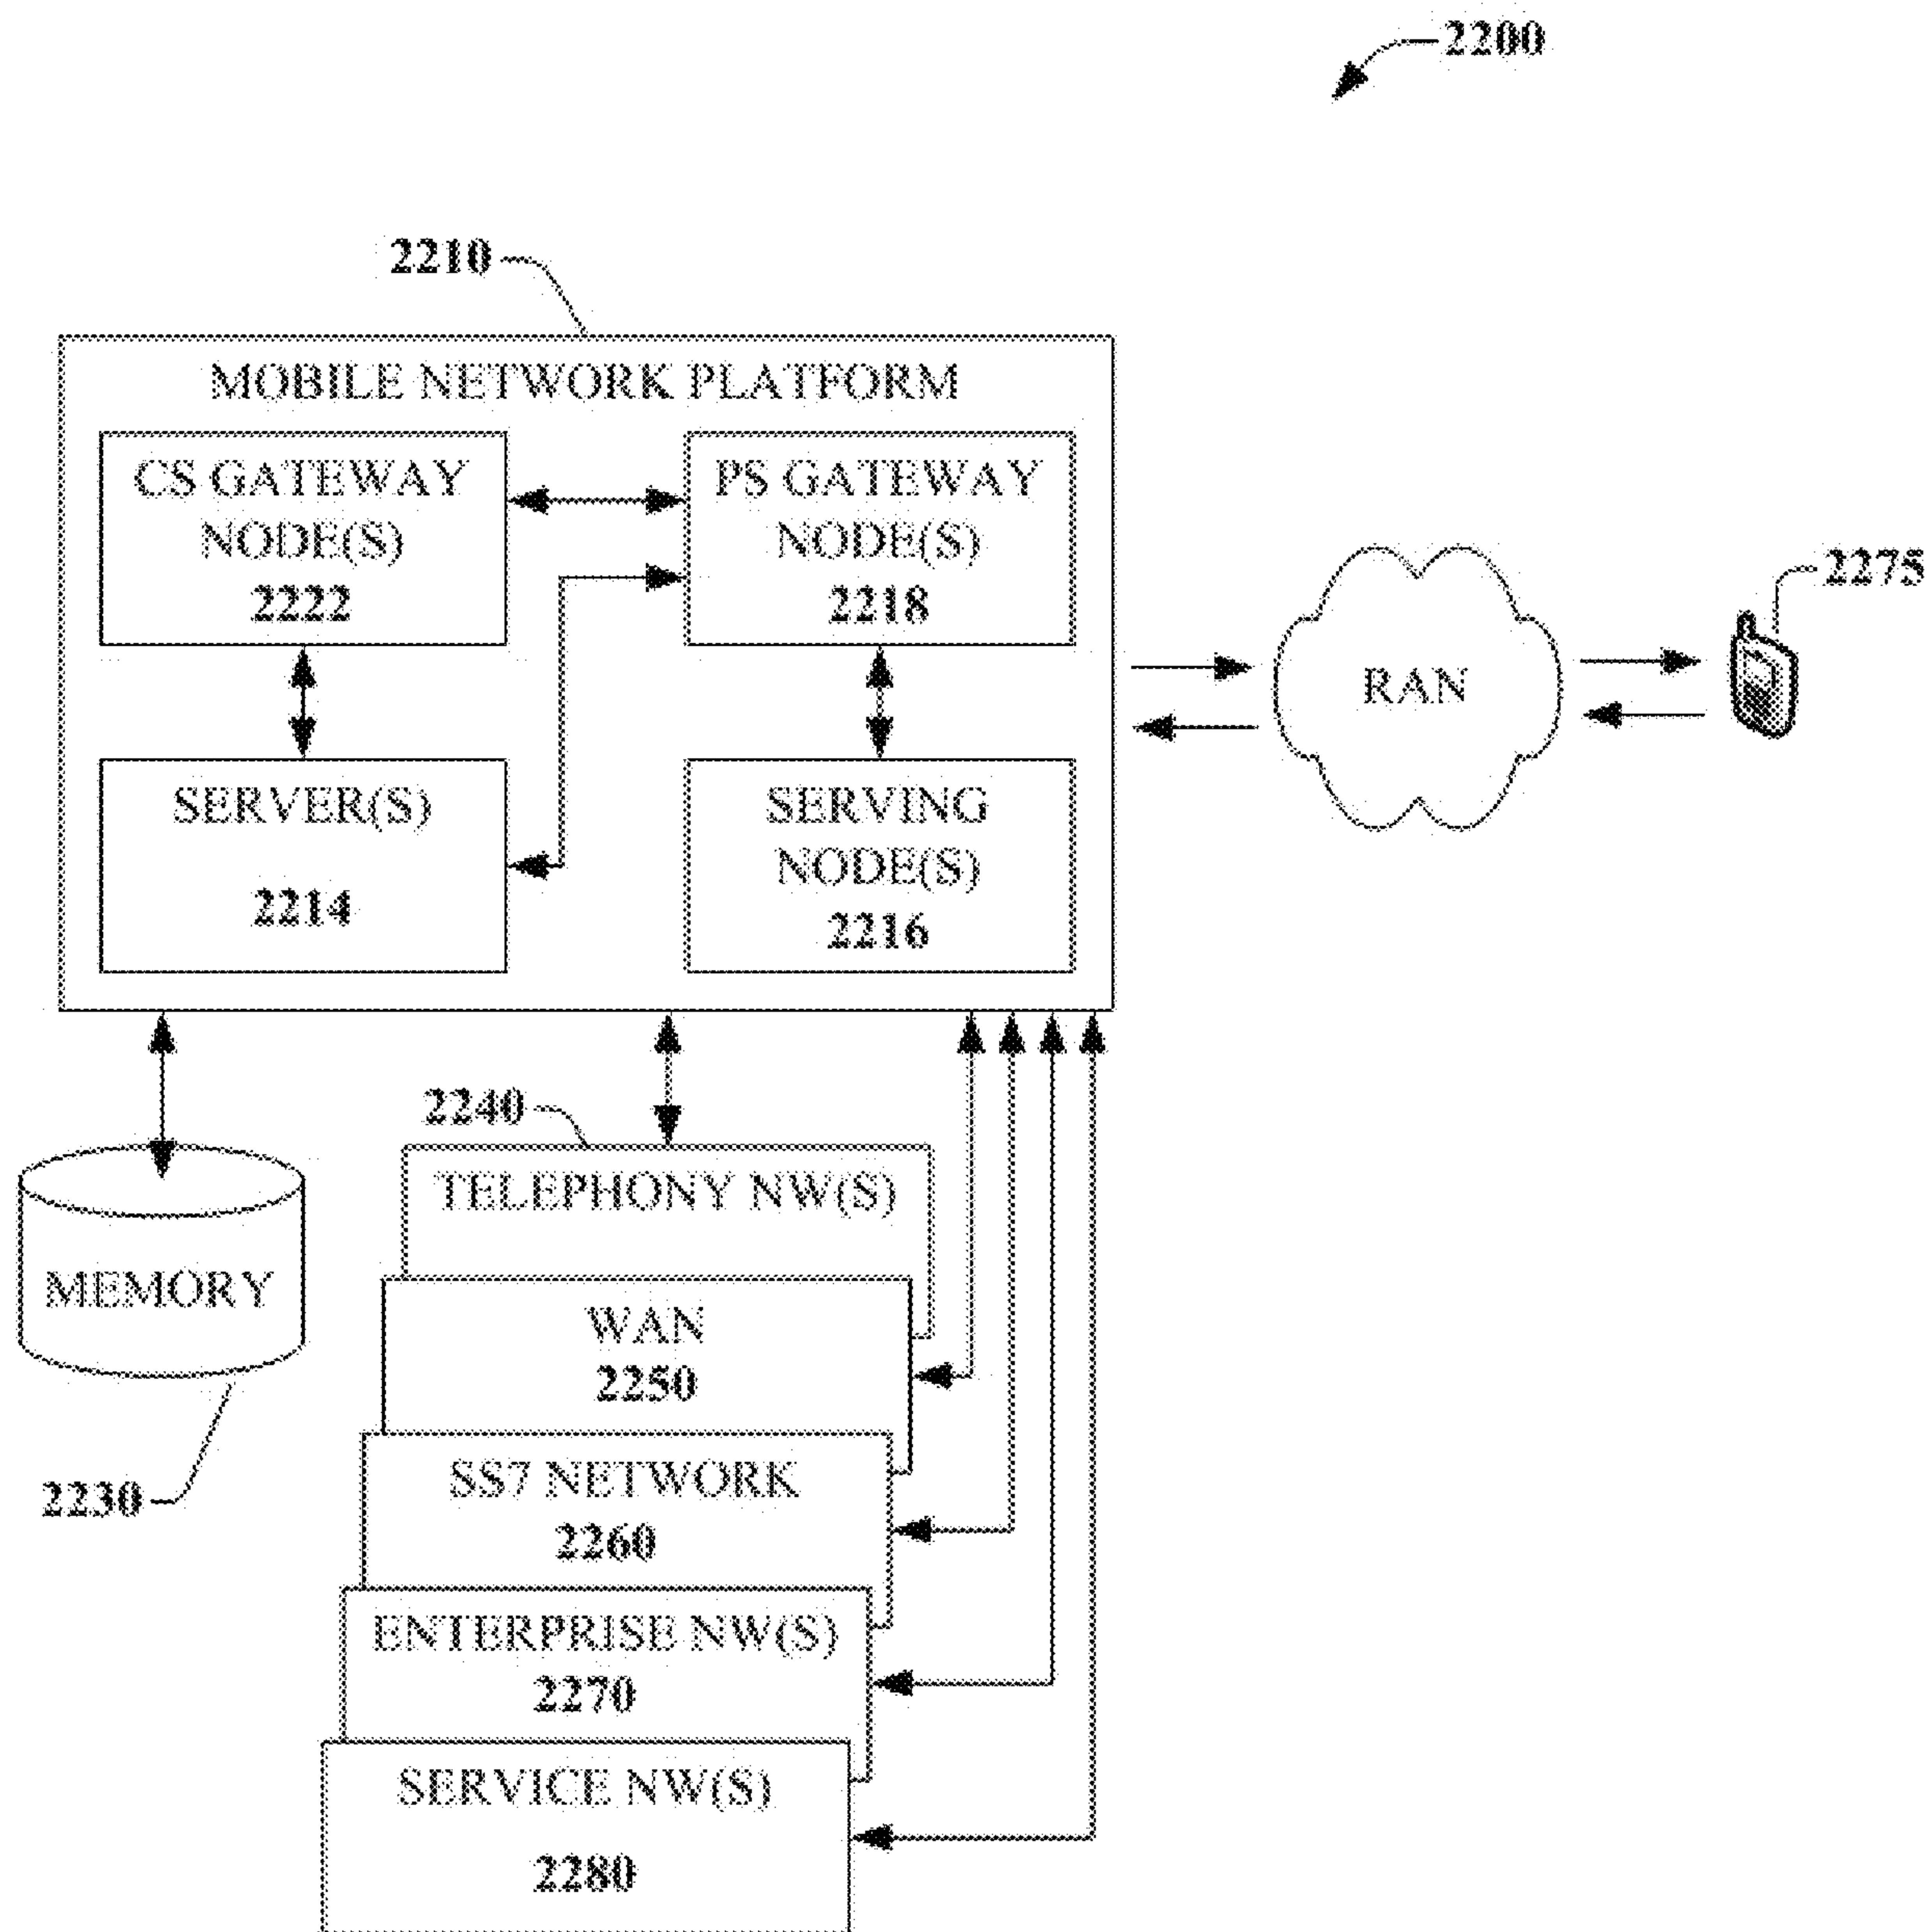 2200
2210
MOBILE NETWORK PLATFORM
CS GATEWAY
NODE(S)
2222
PS GATEWAY
NODE(S)
2218
SERVER(S)
2214
SERVING
NODE(S)
2216
RAN
2275
2240
TELEPHONY NW(S)
MEMORY
2230
WAN
2250
SS7 NETWORK
2260
ENTERPRISE NW(S)
2270
SERVICE NW(S)
2280